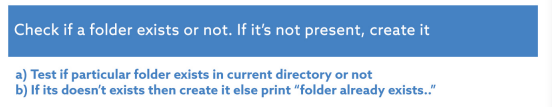 Check if a folder exists or not. If it’s not present, create it
a) Test if particular folder exists in current directory or not
b) If its doesn’t exists then create it else print “folder already exists..”